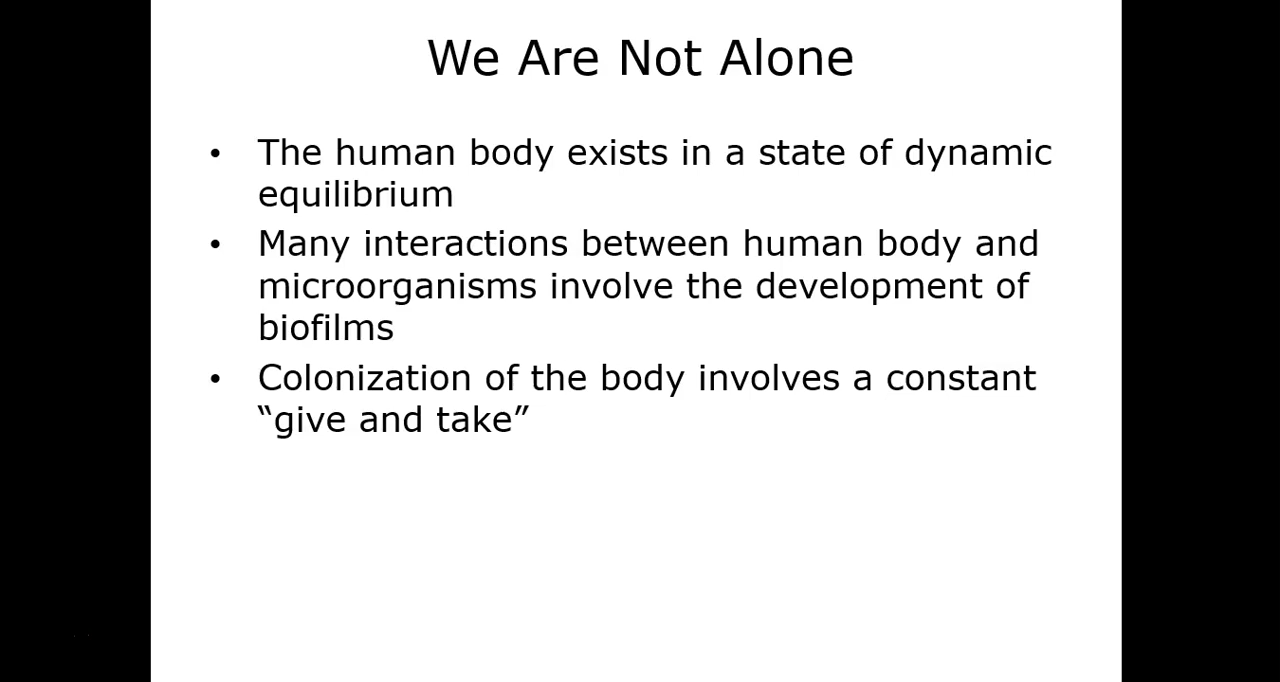 We Are Not Alone
• The human body exists in a state of dynamic
equilibrium
• Many interactions between human body and
microorganisms involve the development of
biofilms
• Colonization of the body involves a constant
“give and take”